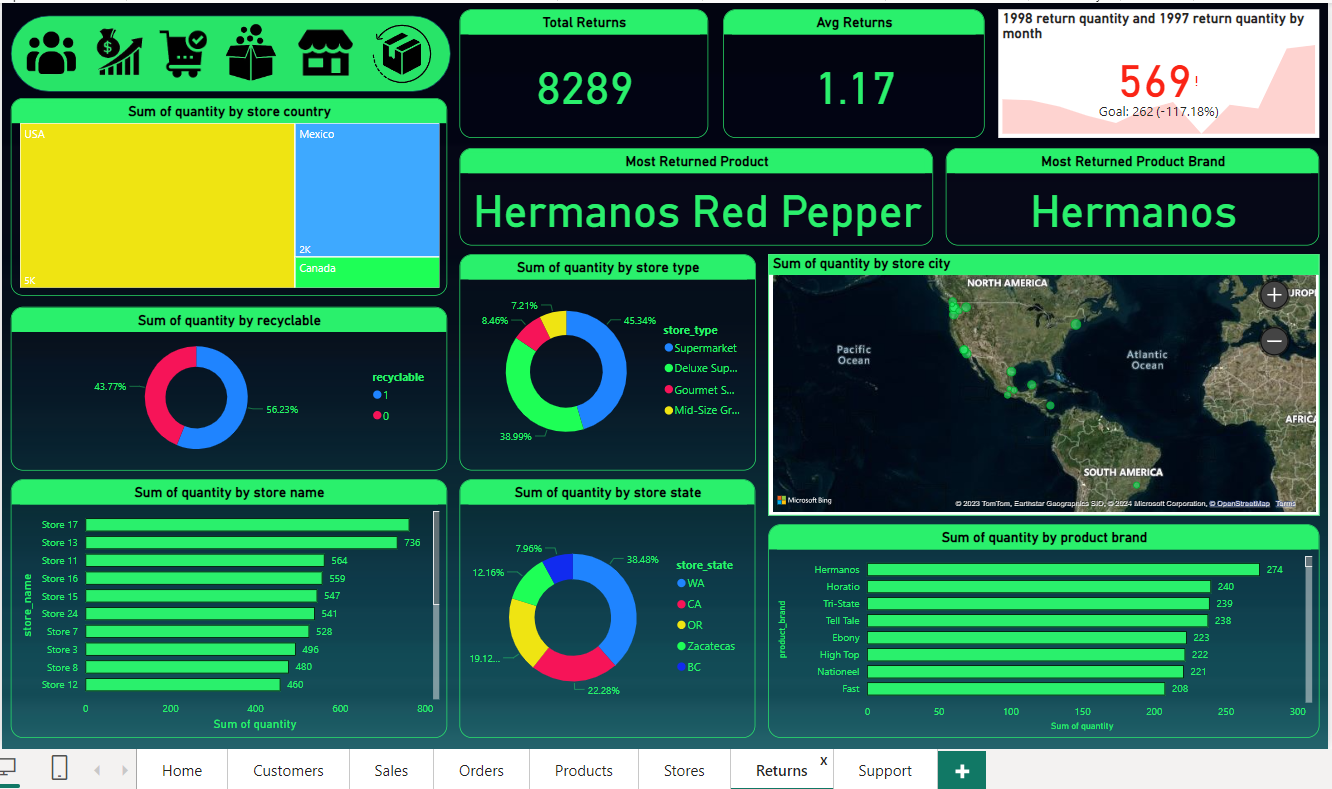 Sum of quantity by store country
USA
5K
Mexico
2K
Canada
Total Returns
8289
Avg Returns
1.17
1998 return quantity and 1997 return quantity by
month
569!
Goal: 262 (-117.18%)
Most Returned Product
Hermanos Red Pepper
Most Returned Product Brand
Hermanos
Sum of quantity by recyclable
43.77%
56.23%
recyclable
1
0
Sum of quantity by store type
7.21%
8.46%
45.34%
38.99%
store_type
Supermarket
Deluxe Sup...
Gourmet S...
Mid-Size Gr...
Sum of quantity by store city
NORTH AMERICA
EUROPE
Pacific
Ocean
Atlantic
Ocean
AFRICA
SOUTH AMERICA
Microsoft Bing
© 2023 TomTom, Earthstar Geographics SIO, © 2024 Microsoft Corporation, © OpenStreetMap Terms
Sum of quantity by store name
store_name
Store 17
Store 13 736
Store 11 564
Store 16 559
Store 15 547
Store 24 541
Store 7 528
Store 3 496
Store 8 480
Store 12 460
0 200 400 600 800
Sum of quantity
Sum of quantity by store state
7.96%
12.16%
38.48%
19.12...
22.28%
store_state
WA
CA
OR
Zacatecas
BC
Sum of quantity by product brand
product_brand
Hermanos 274
Horatio 240
Tri-State 239
Tell Tale 238
Ebony 223
High Top 222
Nationeel 221
Fast 208
0 50 100 150 200 250 300
Sum of quantity
Home Customers Sales Orders Products Stores Returns x Support